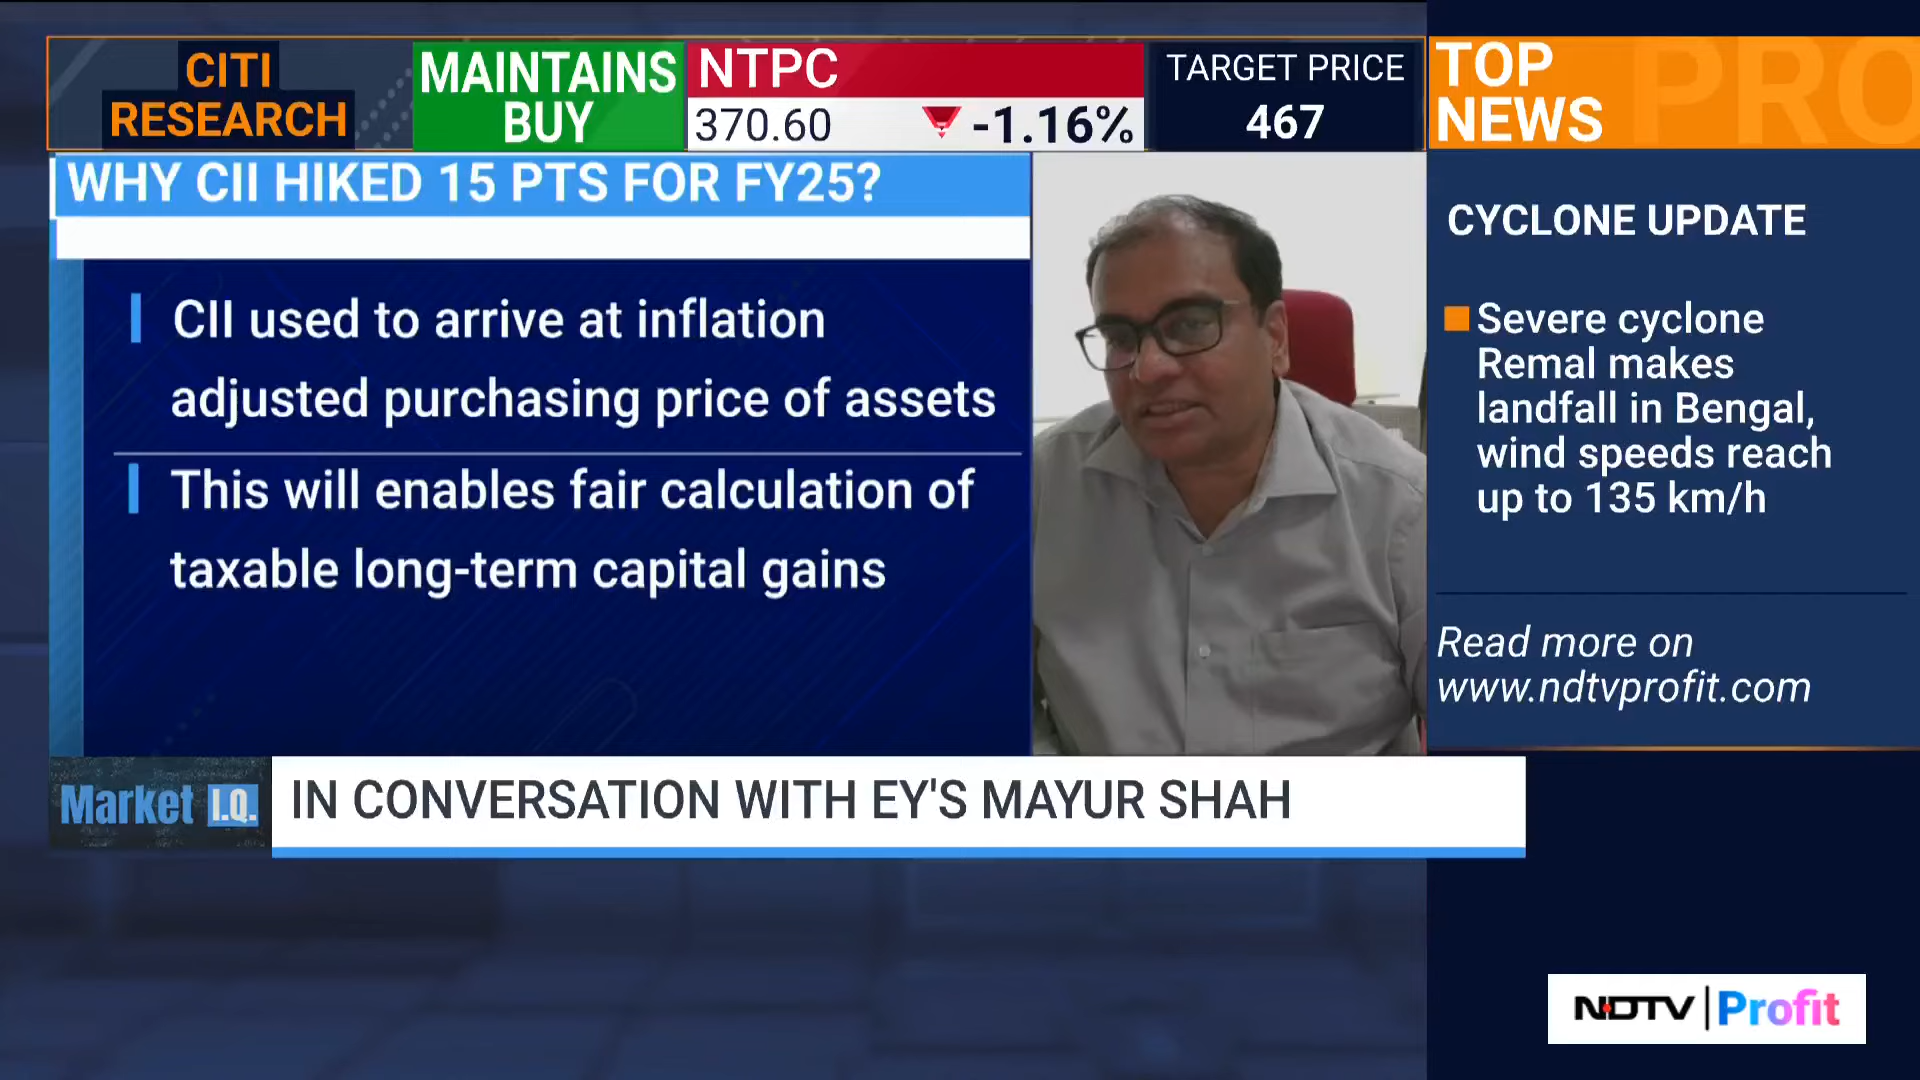 CITI
RESEARCH
MAINTAINS
BUY
NTPC
370.60
-1.16%
TARGET PRICE
467
TOP
NEWS
PRO
WHY CII HIKED 15 PTS FOR FY25?
CII used to arrive at inflation
adjusted purchasing price of assets
This will enables fair calculation of
taxable long-term capital gains
CYCLONE UPDATE
Severe cyclone
Remal makes
landfall in Bengal,
wind speeds reach
up to 135 km/h
Read more on
www.ndtvprofit.com
Market I.Q.
IN CONVERSATION WITH EY'S MAYUR SHAH
NDTV Profit